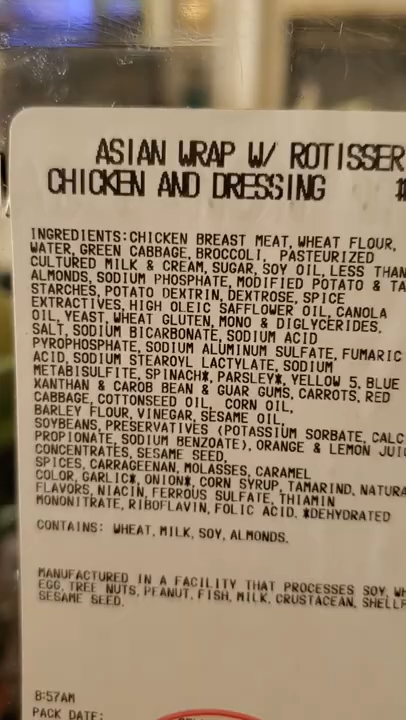 ASIAN WRAP W/ ROTISSER
CHICKEN AND DRESSING
INGREDIENTS:CHICKEN BREAST MEAT, WHEAT FLOUR,
WATER, GREEN CABBAGE, BROCCOLI, PASTEURIZED
CULTURED MILK & CREAM, SUGAR, SOY OIL, LESS THAN
ALMONDS, SODIUM PHOSPHATE, MODIFIED POTATO & TA
STARCHES, POTATO DEXTRIN, DEXTROSE, SPICE
EXTRACTIVES, HIGH OLEIC SAFFLOWER OIL, CANOLA
OIL, YEAST, WHEAT GLUTEN, MONO & DIGLYCERIDES,
SALT, SODIUM BICARBONATE, SODIUM ACID
PYROPHOSPHATE, SODIUM ALUMINUM SULFATE, FUMARIC
ACID, SODIUM STEAROYL LACTYLATE, SODIUM
METABISULFITE, SPINACH*, PARSLEY*, YELLOW 5, BLUE
XANTHAN & CAROB BEAN & GUAR GUMS, CARROTS, RED
CABBAGE, COTTONSEED OIL, CORN OIL,
BARLEY FLOUR, VINEGAR, SESAME OIL,
SOYBEANS, PRESERVATIVES (POTASSIUM SORBATE, CALC
PROPIONATE, SODIUM BENZOATE), ORANGE & LEMON JUI
CONCENTRATES, SESAME SEED,
SPICES, CARRAGEENAN, MOLASSES, CARAMEL
COLOR, GARLIC*, ONION*, CORN SYRUP, TAMARIND, NATURA
FLAVORS, NIACIN, FERROUS SULFATE, THIAMIN
MONONITRATE, RIBOFLAVIN, FOLIC ACID. *DEHYDRATED
CONTAINS: WHEAT, MILK, SOY, ALMONDS.
MANUFACTURED IN A FACILITY THAT PROCESSES SOY, WH
EGG, TREE NUTS, PEANUT, FISH, MILK, CRUSTACEAN, SHELLF
SESAME SEED.
8:57AM
PACK DATE: